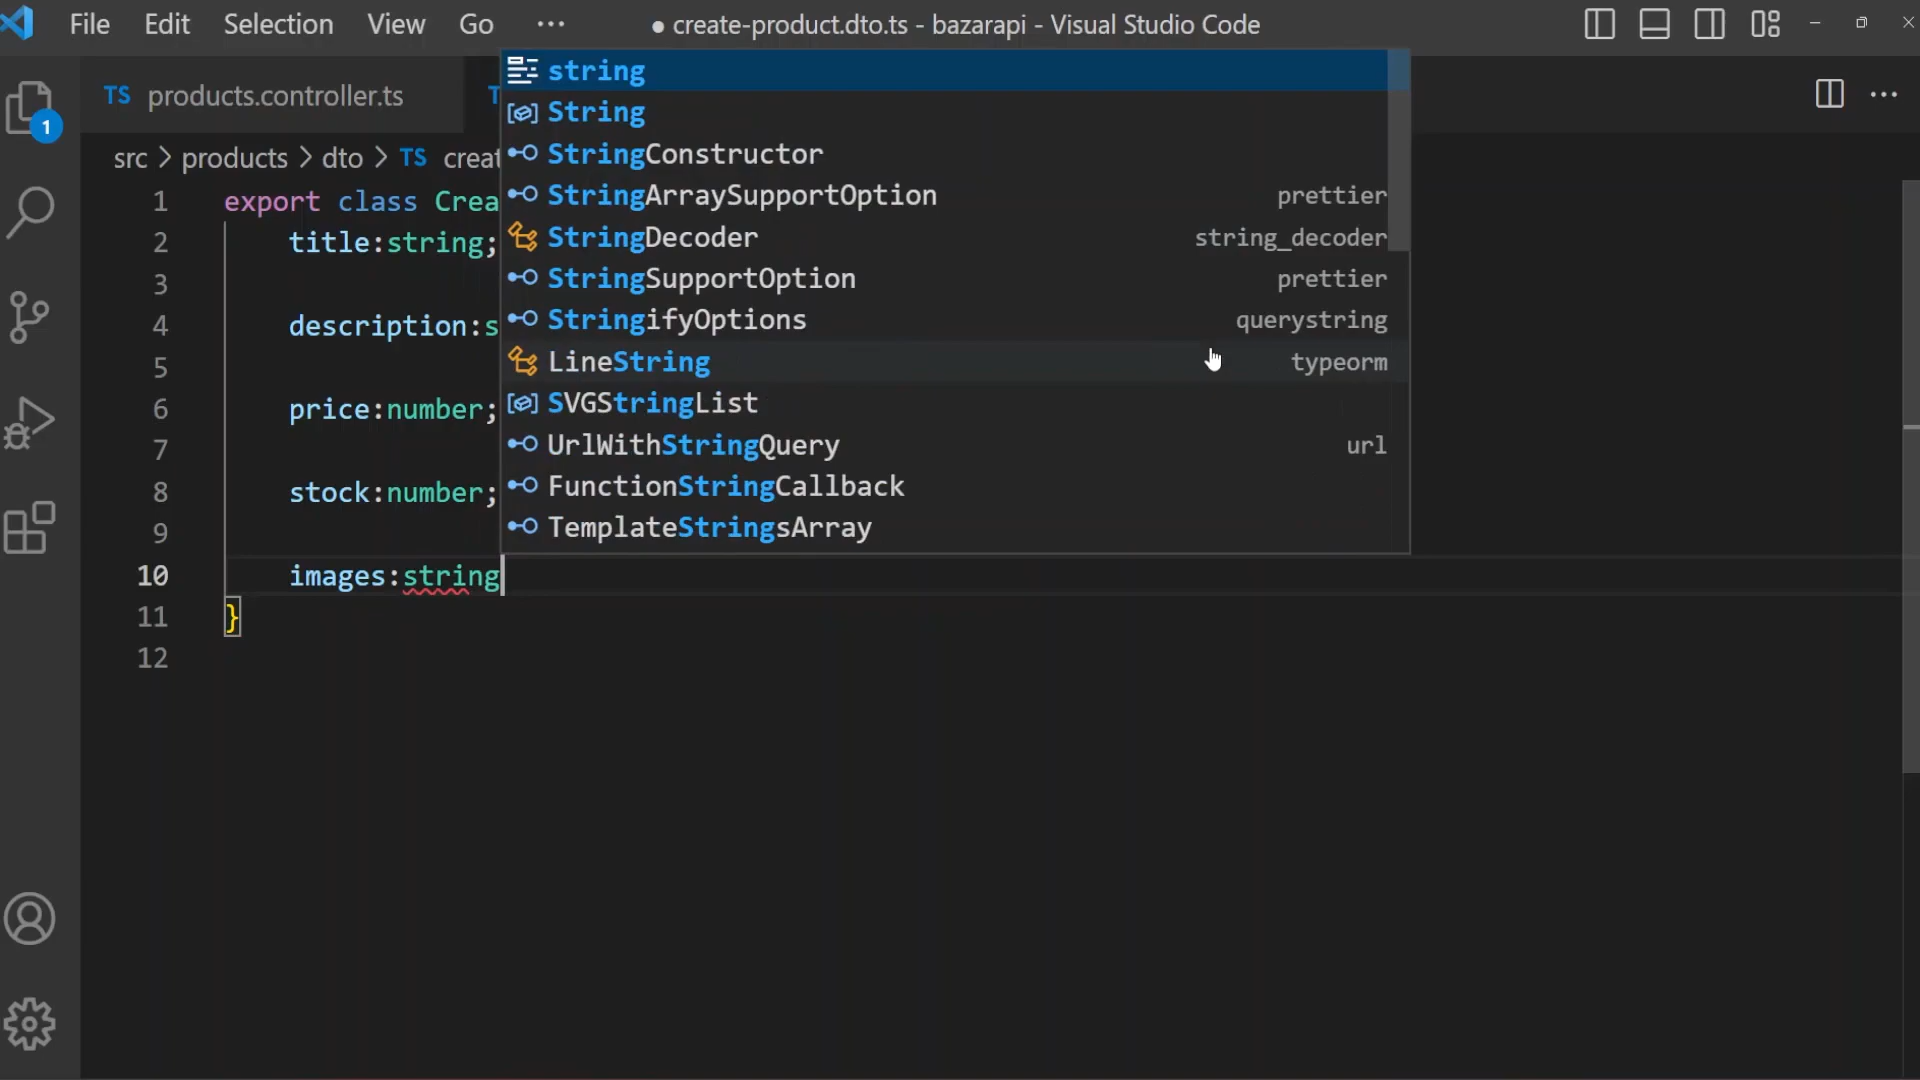 File Edit Selection View Go ··· ● create-product.dto.ts - bazarapi - Visual Studio Code
TS products.controller.ts
src > products > dto > TS creat
1 export class Crea
2 title:string;
3
4 description:s
5
6 price:number;
7
8 stock:number;
9
10 images:string
11 }
12
string
String
StringConstructor
StringArraySupportOption prettier
StringDecoder string_decoder
StringSupportOption prettier
StringifyOptions querystring
LineString typeorm
SVGStringList
UrlWithStringQuery url
FunctionStringCallback
TemplateStringsArray
1